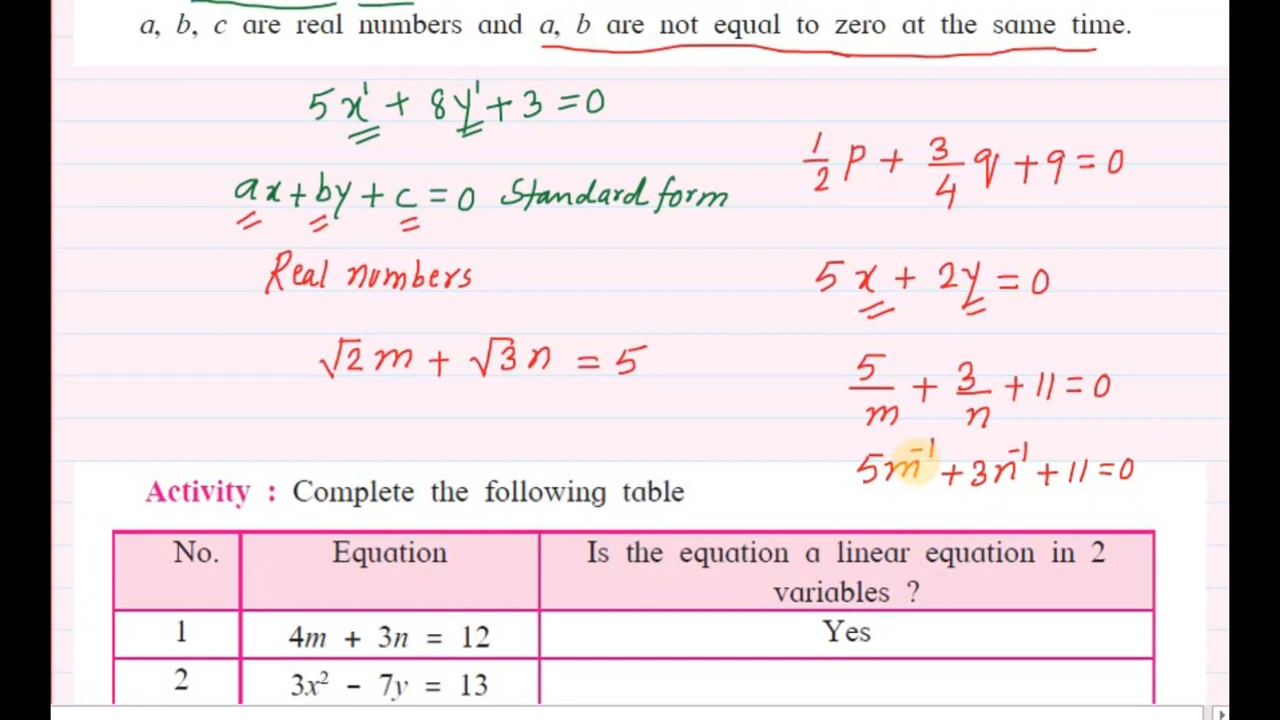 a, b, c are real numbers and a, b are not equal to zero at the same time.
5x¹ + 8y¹ + 3 = 0
ax + by + c = 0 Standard form
Real numbers
√2m + √3n = 5
1/2 p + 3/4 q + 9 = 0
5x + 2y = 0
5/m + 3/n + 11 = 0
5m⁻¹ + 3n⁻¹ + 11 = 0
Activity : Complete the following table
No. Equation Is the equation a linear equation in 2
variables ?
1 4m + 3n = 12 Yes
2 3x² − 7y = 13